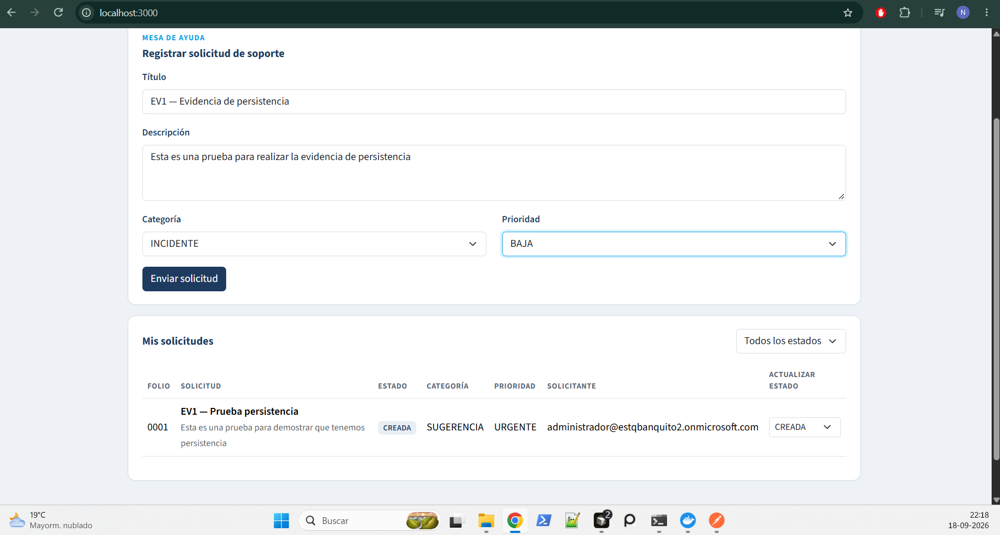 localhost:3000
N
MESA DE AYUDA
Registrar solicitud de soporte
Título
EV1 — Evidencia de persistencia
Descripción
Esta es una prueba para realizar la evidencia de persistencia
Categoría
Prioridad
INCIDENTE
BAJA
Enviar solicitud
Mis solicitudes
Todos los estados
FOLIO
SOLICITUD
ESTADO
CATEGORÍA
PRIORIDAD
SOLICITANTE
ACTUALIZAR
ESTADO
0001
EV1 — Prueba persistencia
Esta es una prueba para demostrar que tenemos
persistencia
CREADA
SUGERENCIA
URGENTE
administrador@estqbanquito2.onmicrosoft.com
CREADA
19°C
Mayorm. nublado
Buscar
2
22:18
18-09-2026